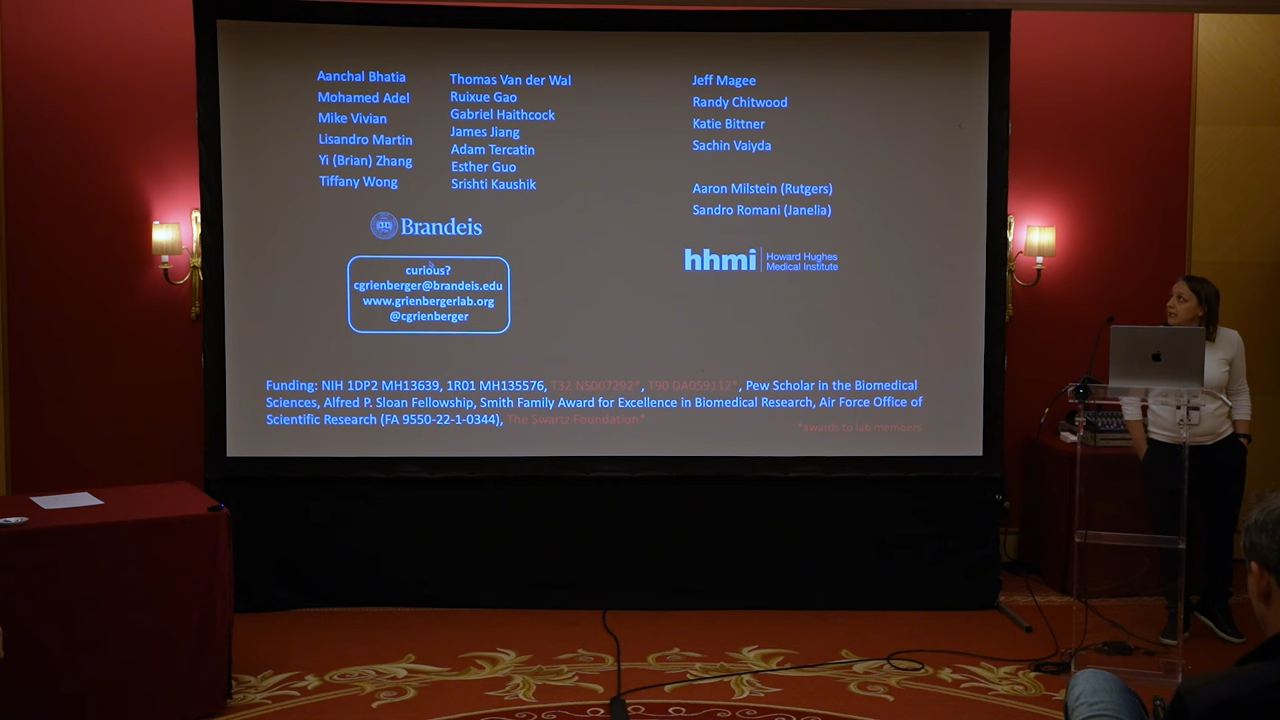 Aanchal Bhatia
Mohamed Adel
Mike Vivian
Lisandro Martin
Yi (Brian) Zhang
Tiffany Wong
Thomas Van der Wal
Ruixue Gao
Gabriel Haithcock
James Jiang
Adam Tercatin
Esther Guo
Srishti Kaushik
Brandeis
curious?
cgrienberger@brandeis.edu
www.grienbergerlab.org
@cgrienberger
Jeff Magee
Randy Chitwood
Katie Bittner
Sachin Vaiyda
Aaron Milstein (Rutgers)
Sandro Romani (Janelia)
hhmi
Howard Hughes
Medical Institute
Funding: NIH 1DP2 MH13639, 1R01 MH135576, T32 NS007292*, T90 DA059112*, Pew Scholar in the Biomedical
Sciences, Alfred P. Sloan Fellowship, Smith Family Award for Excellence in Biomedical Research, Air Force Office of
Scientific Research (FA 9550-22-1-0344), The Swartz Foundation*
*awards to lab members